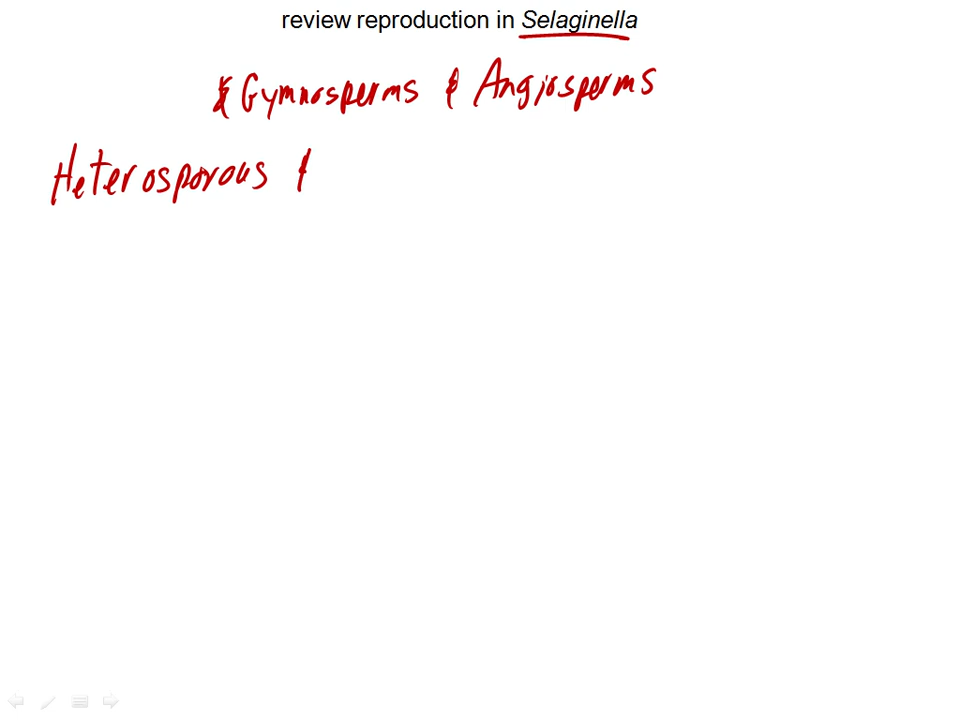 review reproduction in Selaginella
& Gymnosperms & Angiosperms
Heterosporous &